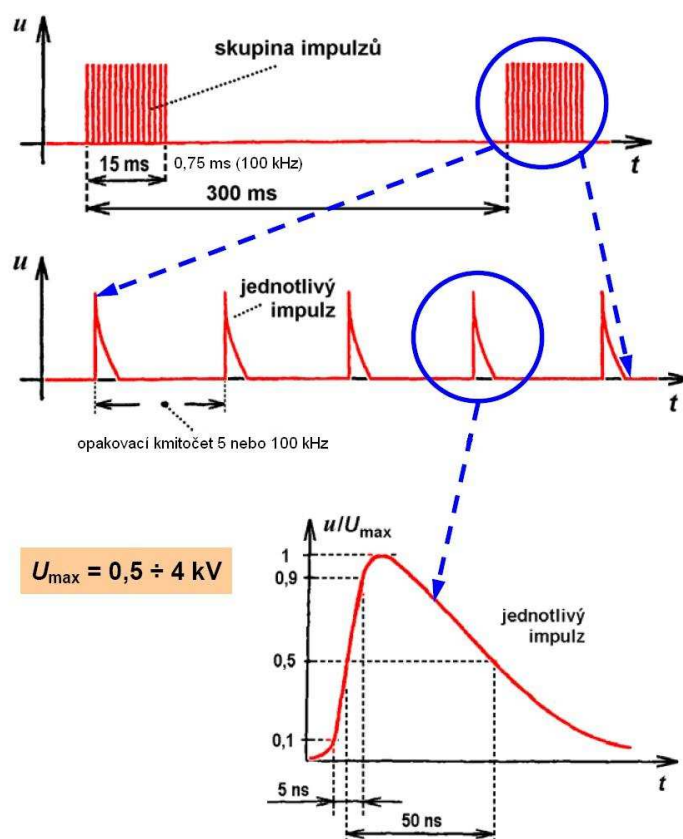 u
skupina impulzů
15 ms
0,75 ms (100 kHz)
t
300 ms
u
jednotlivý
impulz
t
opakovací kmitočet 5 nebo 100 kHz
u/Umax
Umax = 0,5 ÷ 4 kV
1
0,9
jednotlivý
impulz
0,5
0,1
t
5 ns
50 ns